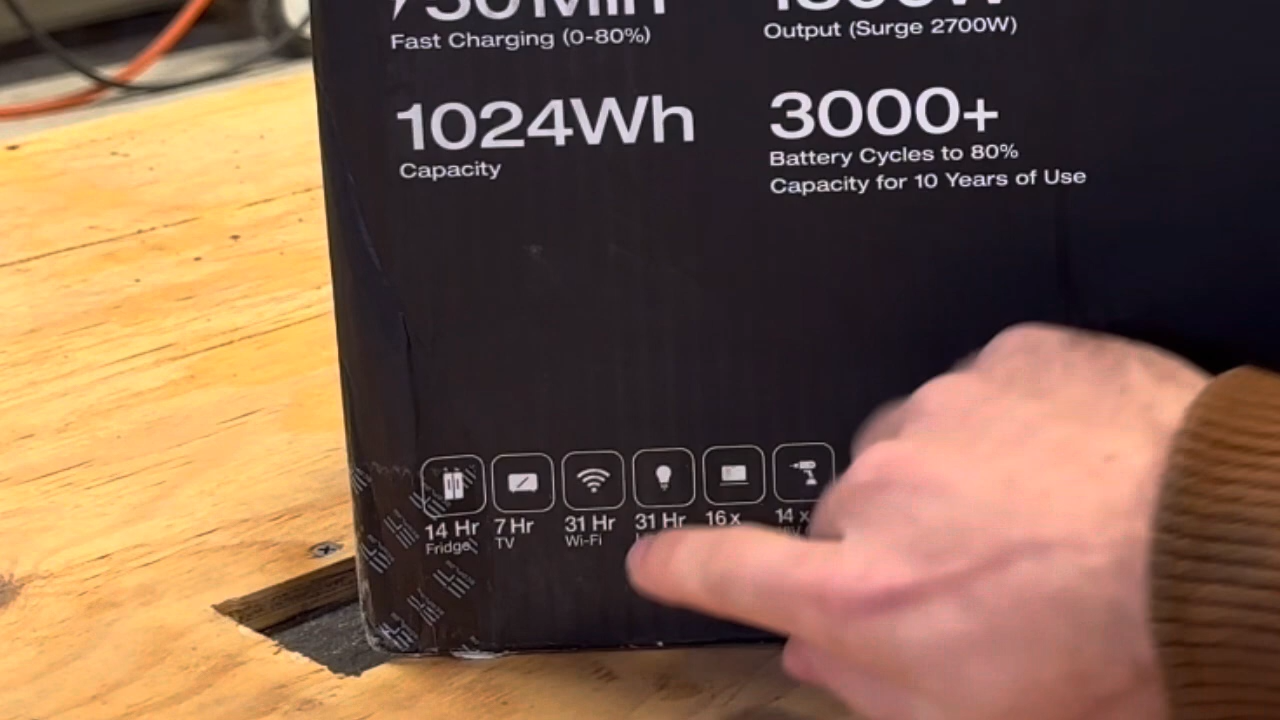 Fast Charging (0-80%)
Output (Surge 2700W)
1024Wh
Capacity
3000+
Battery Cycles to 80%
Capacity for 10 Years of Use
14 Hr
Fridge
7 Hr
TV
31 Hr
Wi-Fi
31 Hr
16 x
14 x